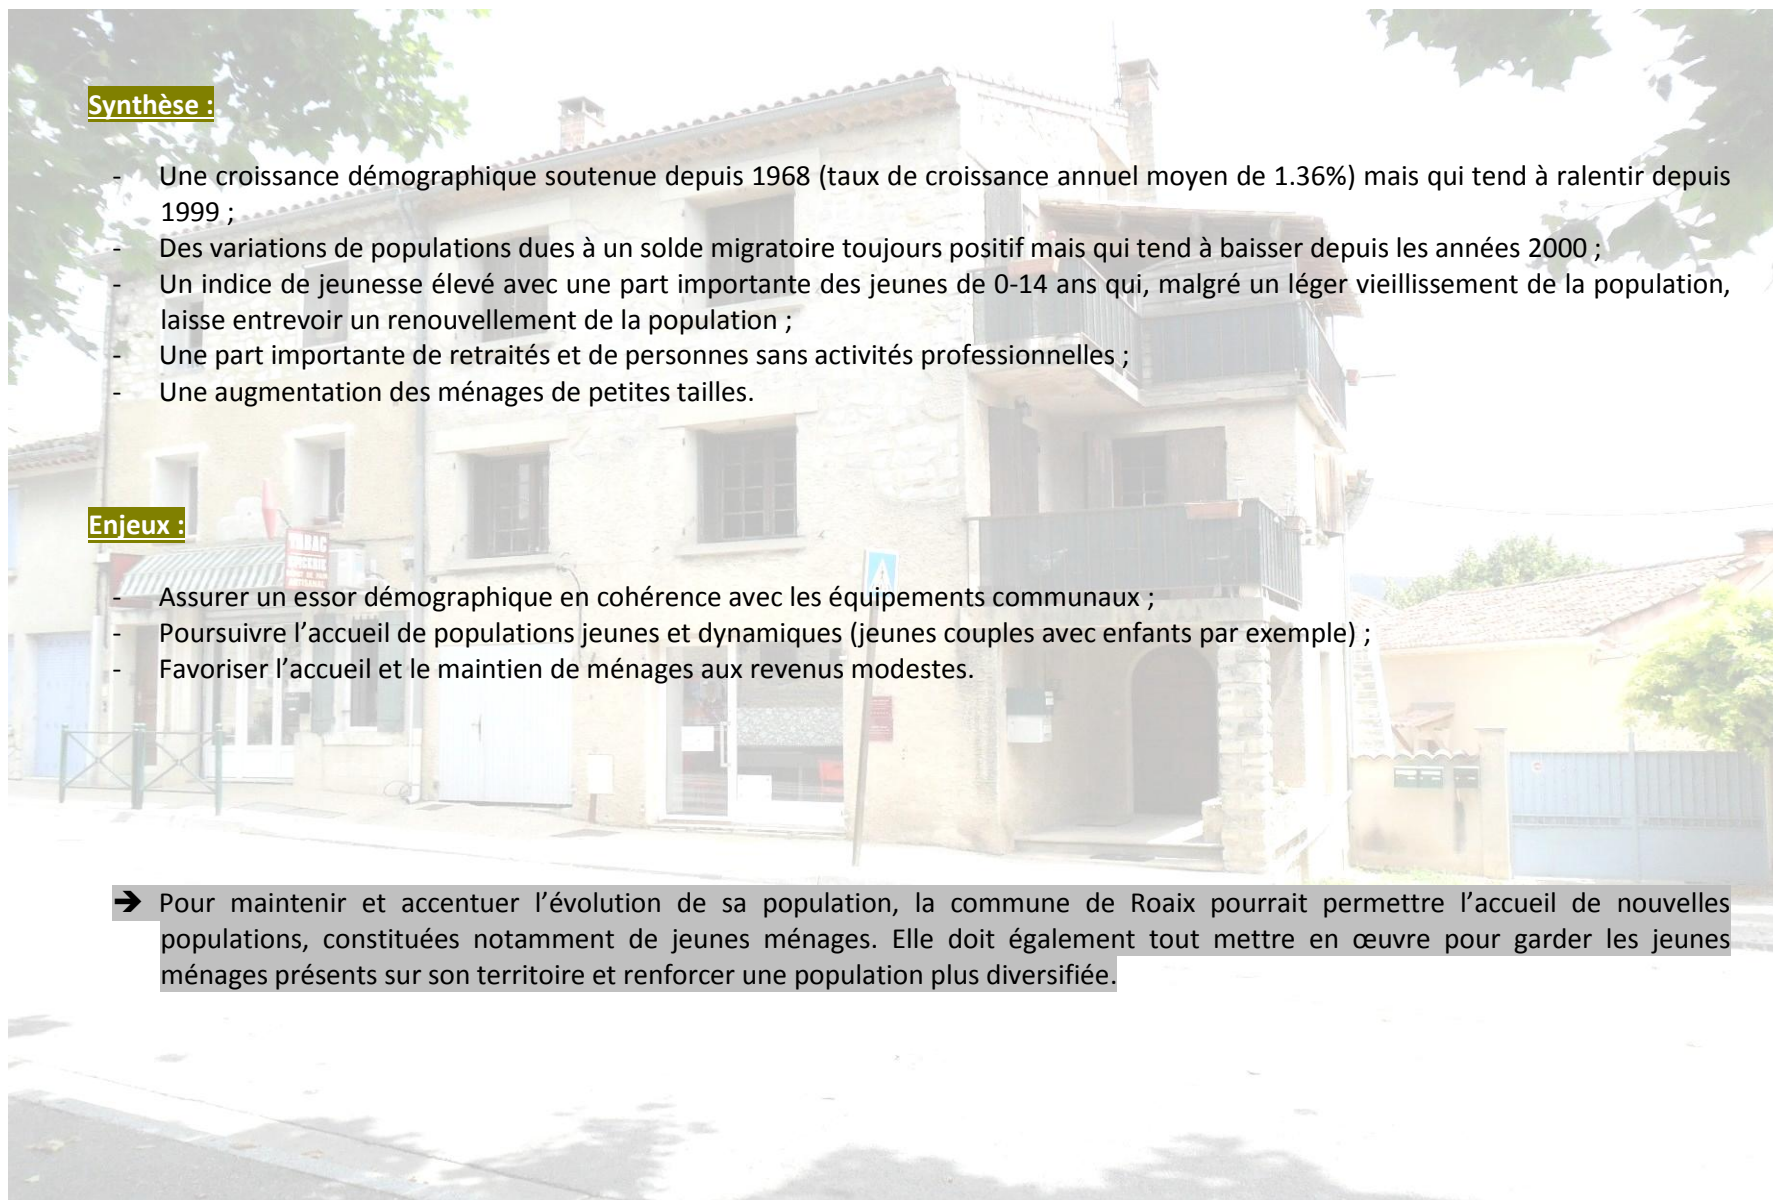 Synthèse :
- Une croissance démographique soutenue depuis 1968 (taux de croissance annuel moyen de 1.36%) mais qui tend à ralentir depuis
1999 ;
- Des variations de populations dues à un solde migratoire toujours positif mais qui tend à baisser depuis les années 2000 ;
- Un indice de jeunesse élevé avec une part importante des jeunes de 0-14 ans qui, malgré un léger vieillissement de la population,
laisse entrevoir un renouvellement de la population ;
- Une part importante de retraités et de personnes sans activités professionnelles ;
- Une augmentation des ménages de petites tailles.
Enjeux :
TABAC
- Assurer un essor démographique en cohérence avec les équipements communaux ;
- Poursuivre l’accueil de populations jeunes et dynamiques (jeunes couples avec enfants par exemple) ;
- Favoriser l’accueil et le maintien de ménages aux revenus modestes.
➔ Pour maintenir et accentuer l’évolution de sa population, la commune de Roaix pourrait permettre l’accueil de nouvelles
populations, constituées notamment de jeunes ménages. Elle doit également tout mettre en œuvre pour garder les jeunes
ménages présents sur son territoire et renforcer une population plus diversifiée.